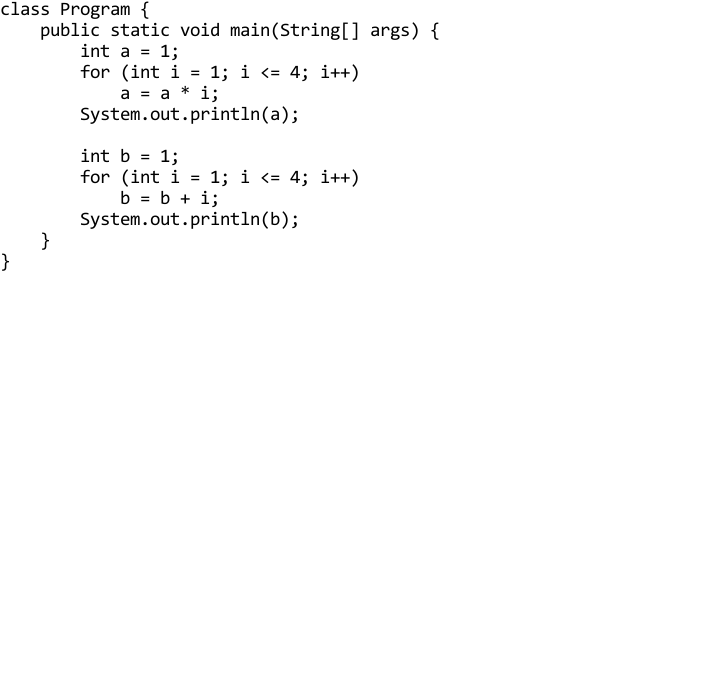 class Program {
    public static void main(String[] args) {
        int a = 1;
        for (int i = 1; i <= 4; i++)
            a = a * i;
        System.out.println(a);

        int b = 1;
        for (int i = 1; i <= 4; i++)
            b = b + i;
        System.out.println(b);
    }
}